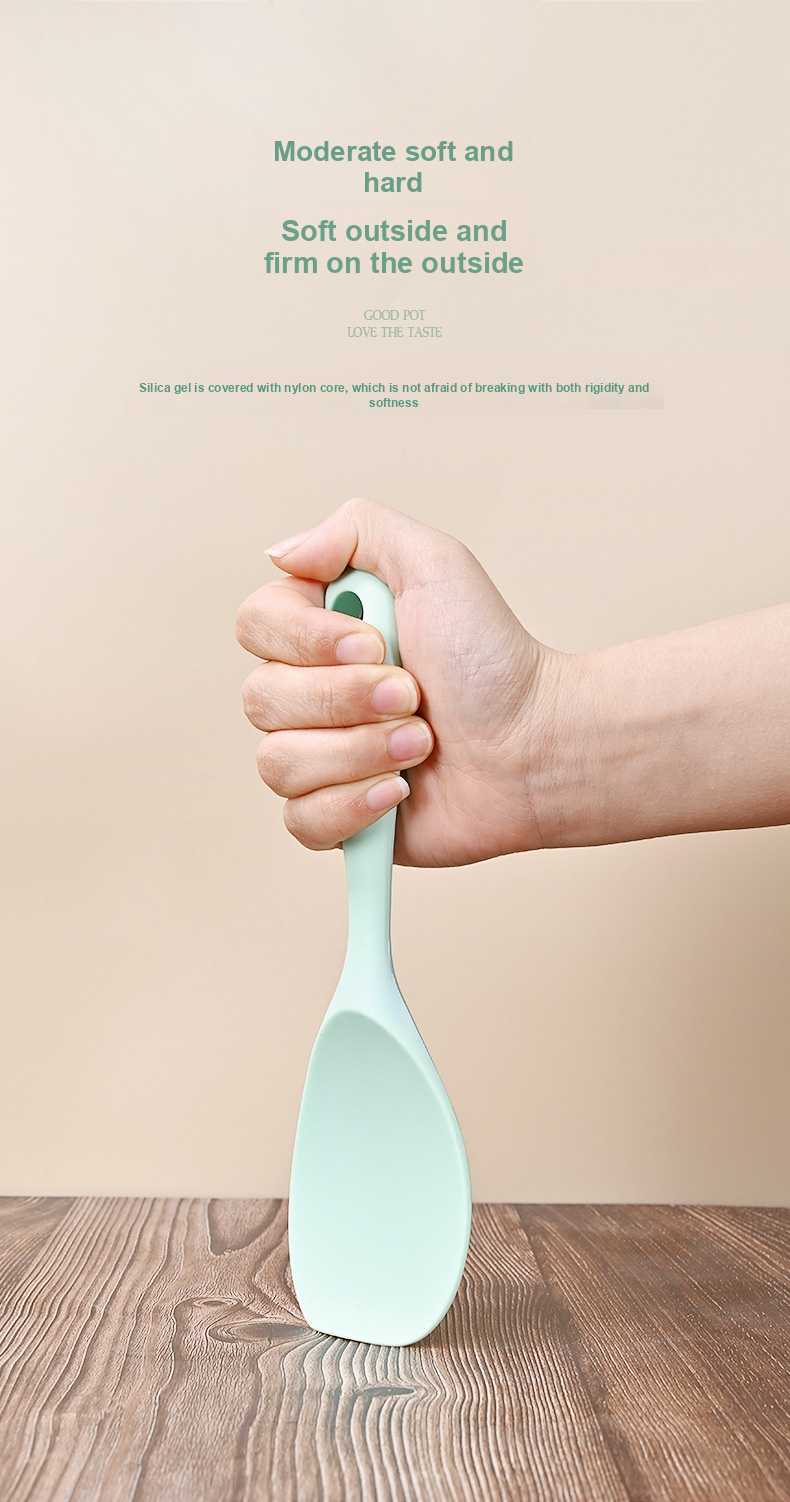 Moderate soft and
hard
Soft outside and
firm on the outside
GOOD POT
LOVE THE TASTE
Silica gel is covered with nylon core, which is not afraid of breaking with both rigidity and
softness